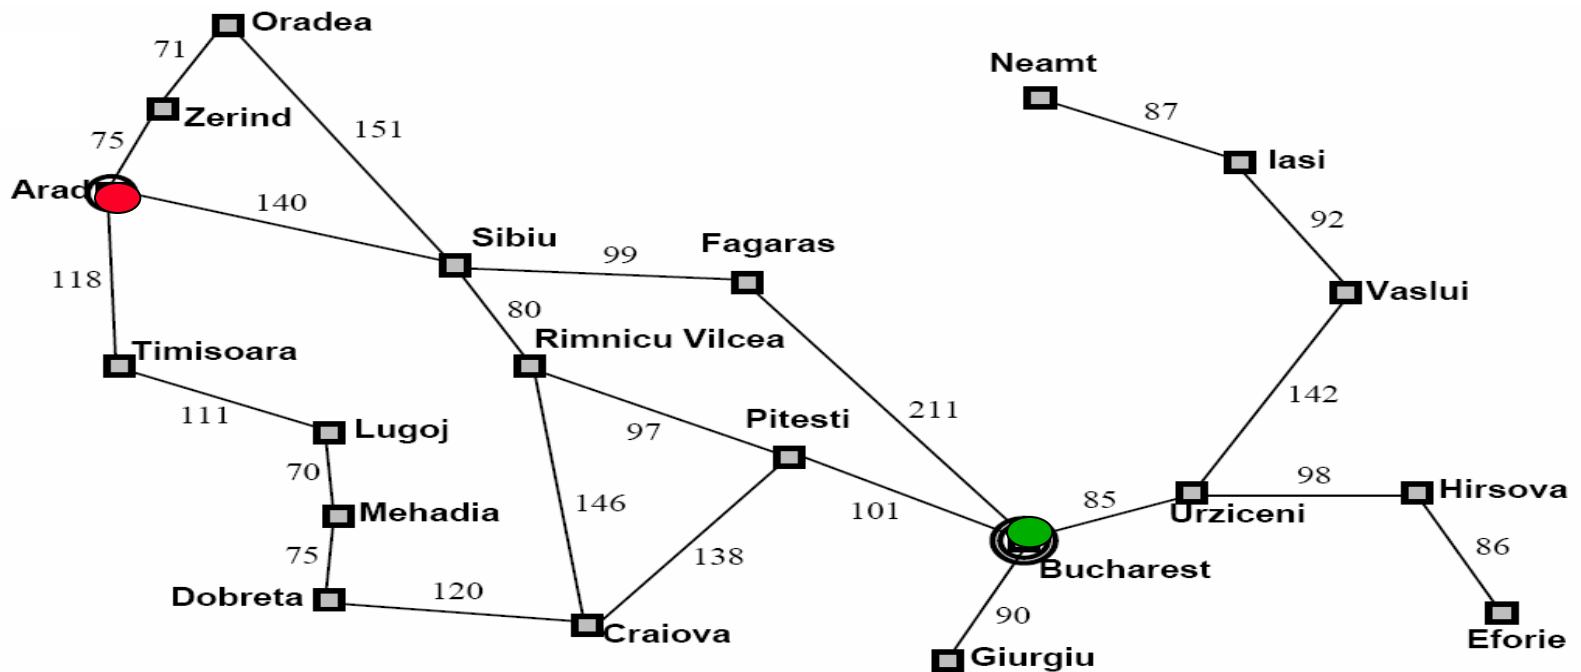 Oradea
71
Neamt
87
Zerind
151
75
Iasi
Arad
140
92
Sibiu
99
Fagaras
118
80
Vaslui
Rimnicu Vilcea
Timisoara
142
111
211
Pitesti
Lugoj
97
70
98
Hirsova
146
101
85
Urziceni
Mehadia
86
75
138
Bucharest
Dobreta
120
90
Craiova
Eforie
Giurgiu